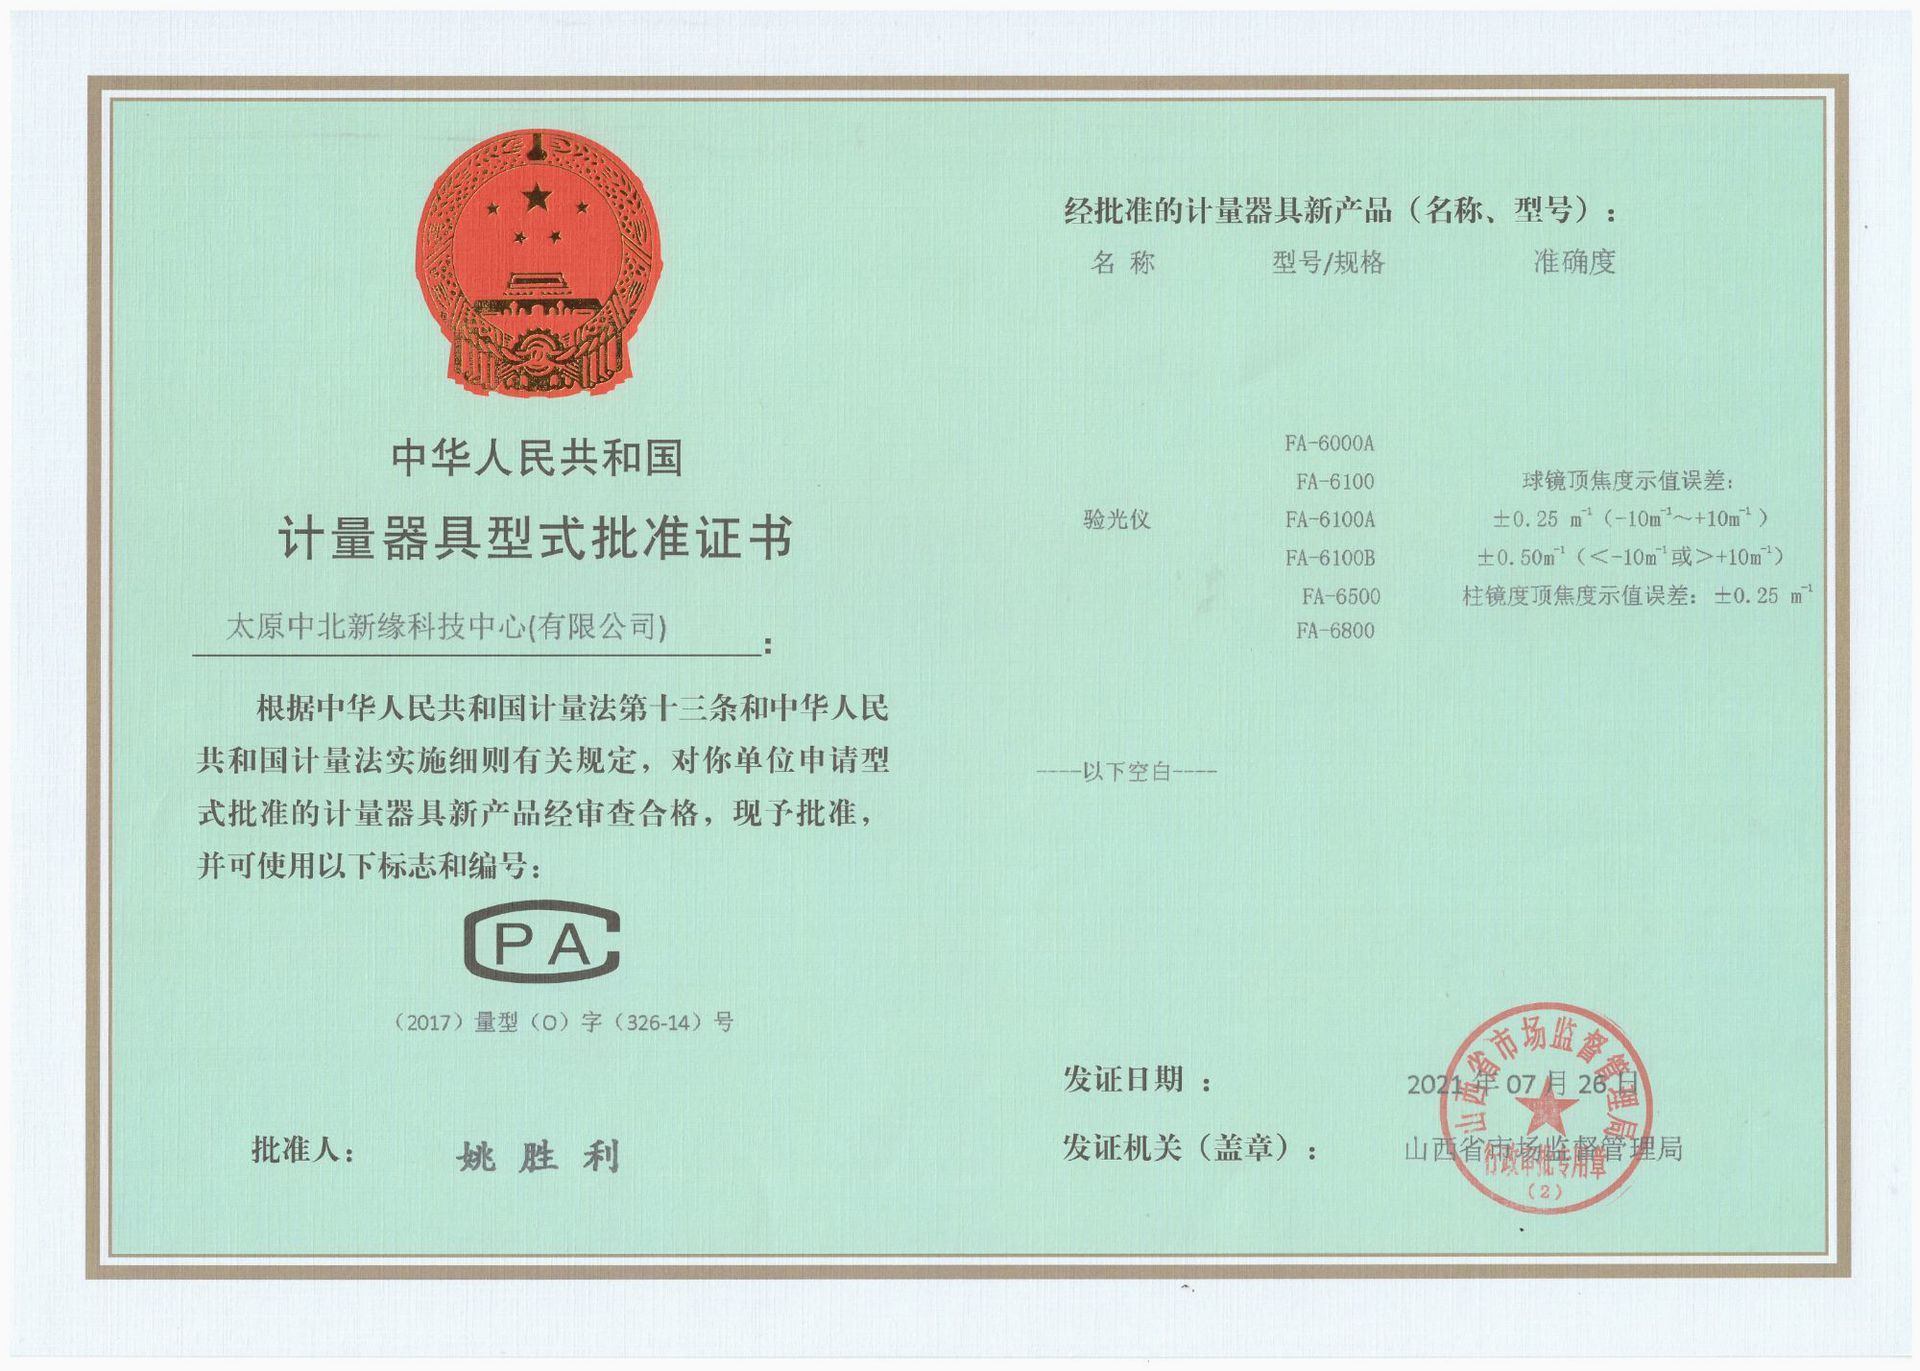 中华人民共和国
计量器具型式批准证书
太原中北新缘科技中心(有限公司)：
根据中华人民共和国计量法第十三条和中华人民
共和国计量法实施细则有关规定，对你单位申请型
式批准的计量器具新产品经审查合格，现予批准，
并可使用以下标志和编号：
CPA
（2017）量型（O）字（326-14）号
批准人： 姚胜利
经批准的计量器具新产品（名称、型号）：
名 称 型号/规格 准确度
FA-6000A
FA-6100 球镜顶焦度示值误差：
验光仪 FA-6100A ±0.25 m⁻¹（-10m⁻¹～+10m⁻¹）
FA-6100B ±0.50m⁻¹（＜-10m⁻¹或＞+10m⁻¹）
FA-6500 柱镜度顶焦度示值误差：±0.25 m⁻¹
FA-6800
----以下空白----
发证日期 ： 2021 年 07 月 26 日
发证机关（盖章）： 山西省市场监督管理局
山西省市场监督管理局
行政审批专用章
（2）